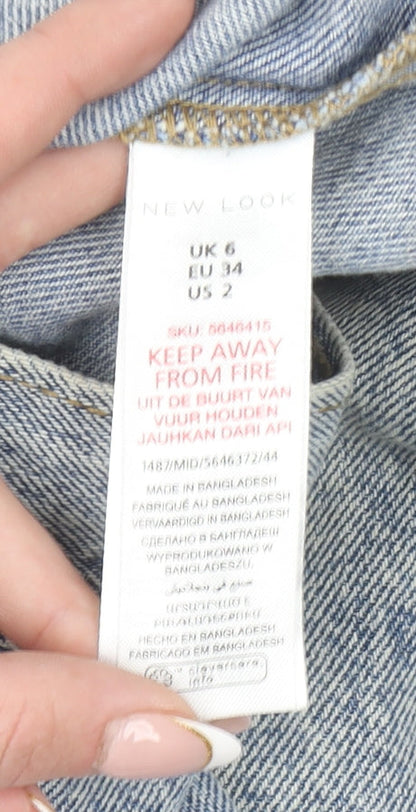 NEW LOOK
UK 6
EU 34
US 2
SKU: 5646415
KEEP AWAY
FROM FIRE
UIT DE BUURT VAN
VUUR HOUDEN
JAUHKAN DARI API
1487/MID/5646372/44
MADE IN BANGLADESH
FABRIQUÉ AU BANGLADESH
VERVAARDIGD IN BANGLADESH
СДЕЛАНО В БАНГЛАДЕШ
WYPRODUKOWANO W
BANGLADESZU.
صنع في بنجلاديش
HECHO EN BANGLADESH
FABRICADO EM BANGLADESH
clevercare
info